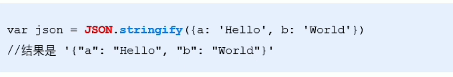 var json = JSON.stringify({a: 'Hello', b: 'World'})
//结果是 '{"a": "Hello", "b": "World"}'